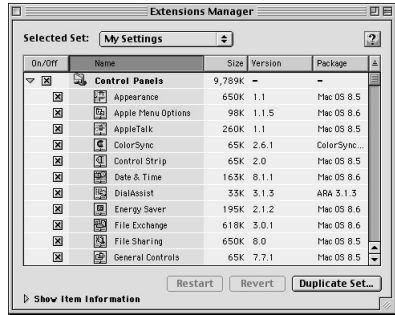 Extensions Manager
Selected Set: My Settings ?
On/Off Name Size Version Package
Control Panels 9,789K – –
Appearance 650K 1.1 Mac OS 8.5
Apple Menu Options 98K 1.1.5 Mac OS 8.6
AppleTalk 260K 1.1 Mac OS 8.5
ColorSync 65K 2.6.1 ColorSync...
Control Strip 65K 2.0 Mac OS 8.5
Date & Time 163K 8.1.1 Mac OS 8.6
DialAssist 33K 3.1.3 ARA 3.1.3
Energy Saver 195K 2.1.2 Mac OS 8.6
File Exchange 618K 3.0.1 Mac OS 8.6
File Sharing 650K 8.0 Mac OS 8.5
General Controls 65K 7.7.1 Mac OS 8.5
Restart Revert Duplicate Set...
Show Item Information